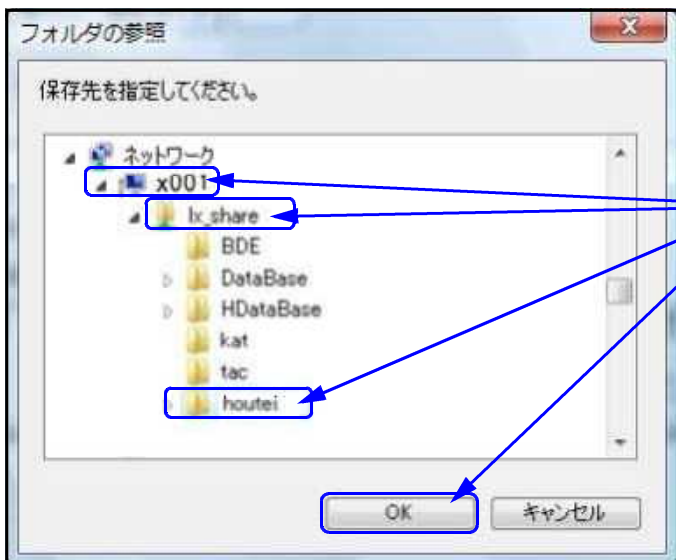 フォルダの参照
保存先を指定してください。
ネットワーク
x001
lx_share
BDE
DataBase
HDataBase
kat
tac
houtei
OK
キャンセル